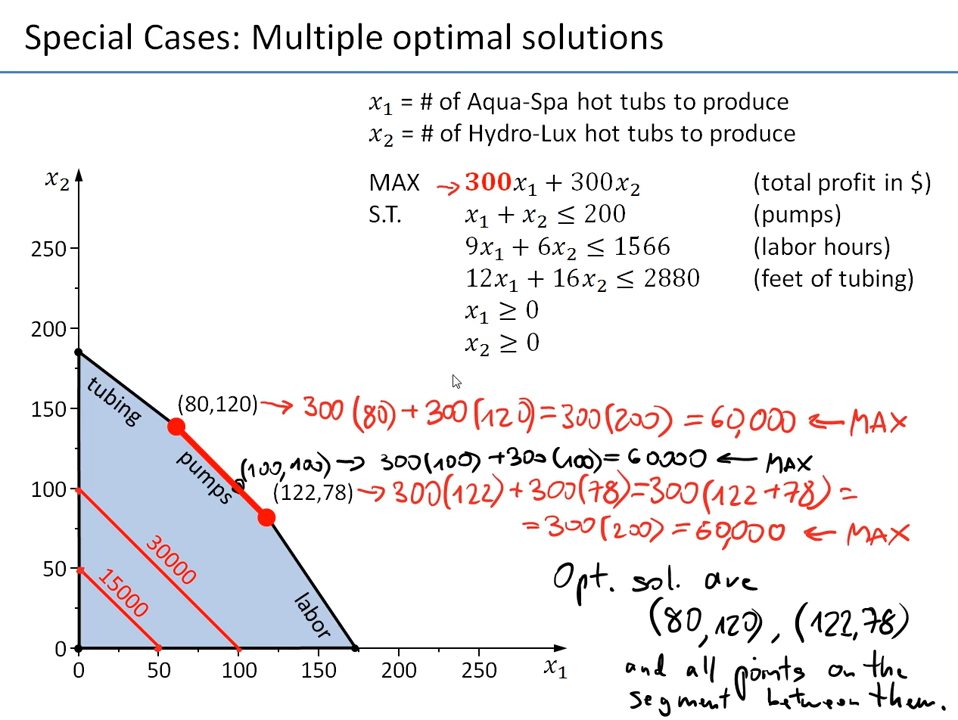 Special Cases: Multiple optimal solutions
x₁ = # of Aqua-Spa hot tubs to produce
x₂ = # of Hydro-Lux hot tubs to produce
MAX → 300x₁ + 300x₂ (total profit in $)
S.T. x₁ + x₂ ≤ 200 (pumps)
9x₁ + 6x₂ ≤ 1566 (labor hours)
12x₁ + 16x₂ ≤ 2880 (feet of tubing)
x₁ ≥ 0
x₂ ≥ 0
x₂
250
200
150
100
50
0
tubing
pumps
labor
30000
15000
(80,120) → 300(80) + 300(120) = 300(200) = 60,000 ← MAX
(100,100) → 300(100) + 300(100) = 60000 ← MAX
(122,78) → 300(122) + 300(78) = 300(122 + 78) =
= 300(200) = 60,000 ← MAX
Opt. sol. are
(80,120), (122,78)
and all points on the
segment between them.
0 50 100 150 200 250 x₁